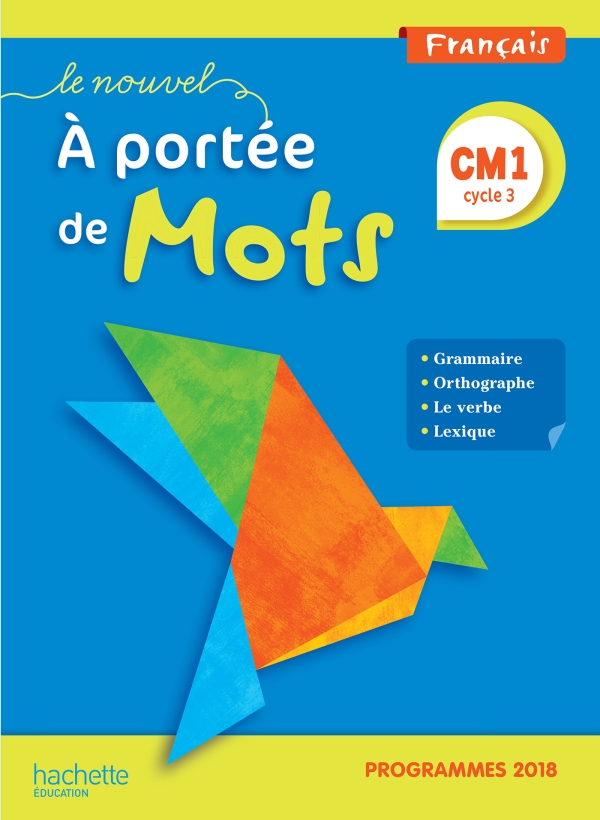 Français
le nouvel
À portée
de Mots
CM1
cycle 3
• Grammaire
• Orthographe
• Le verbe
• Lexique
hachette
ÉDUCATION
PROGRAMMES 2018